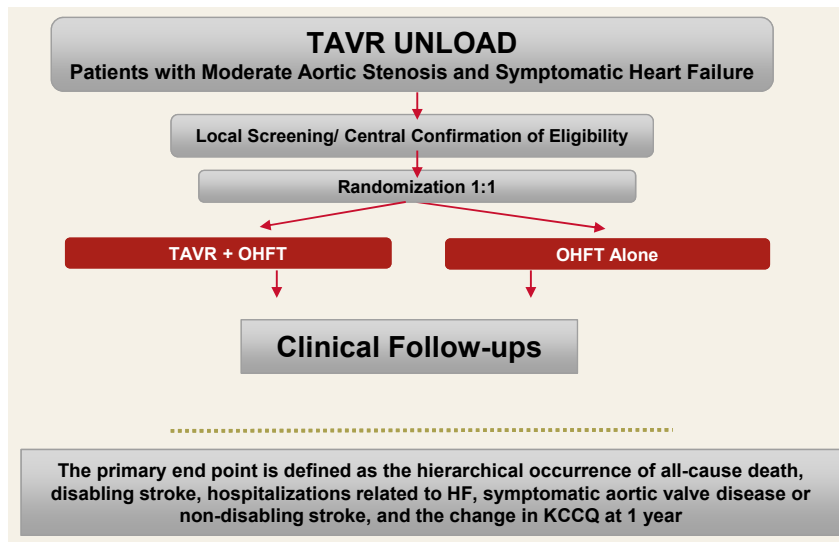 TAVR UNLOAD
Patients with Moderate Aortic Stenosis and Symptomatic Heart Failure
Local Screening/ Central Confirmation of Eligibility
Randomization 1:1
TAVR + OHFT
OHFT Alone
Clinical Follow-ups
The primary end point is defined as the hierarchical occurrence of all-cause death,
disabling stroke, hospitalizations related to HF, symptomatic aortic valve disease or
non-disabling stroke, and the change in KCCQ at 1 year